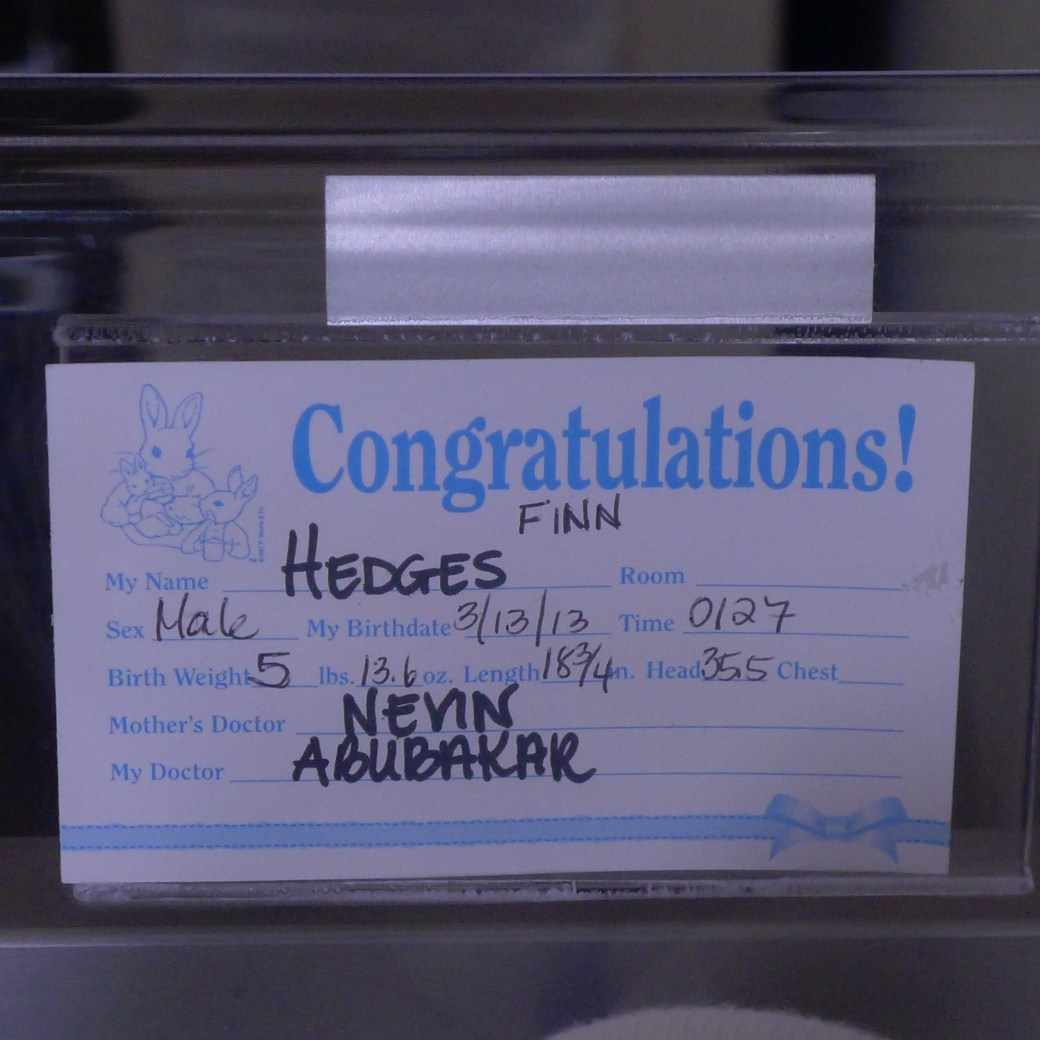 Congratulations!
FINN
My Name HEDGES Room
Sex Male My Birthdate 3/13/13 Time 0127
Birth Weight 5 lbs. 13.6 oz. Length 18 3/4 in. Head 35.5 Chest
Mother's Doctor NEVIN
My Doctor ABUBAKAR